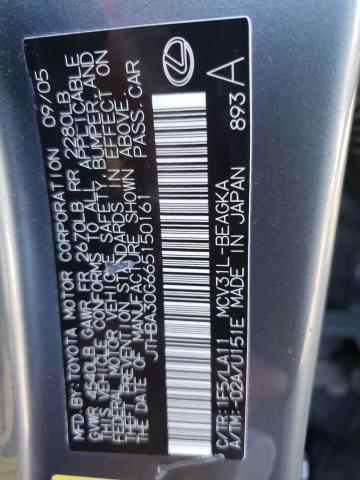 MFD. BY: TOYOTA MOTOR CORPORATION 09/05
GVWR 4520LB GAWR FR 2670LB RR 2280LB
THIS VEHICLE CONFORMS TO ALL APPLICABLE
FEDERAL MOTOR VEHICLE SAFETY, BUMPER, AND
THEFT PREVENTION STANDARDS IN EFFECT ON
THE DATE OF MANUFACTURE SHOWN ABOVE.
JTHBA30G665150161 PASS. CAR
C/TR: 1F5/LA11 MCV31L-BEAGKA
A/TM: -02A/U151E MADE IN JAPAN 893 A